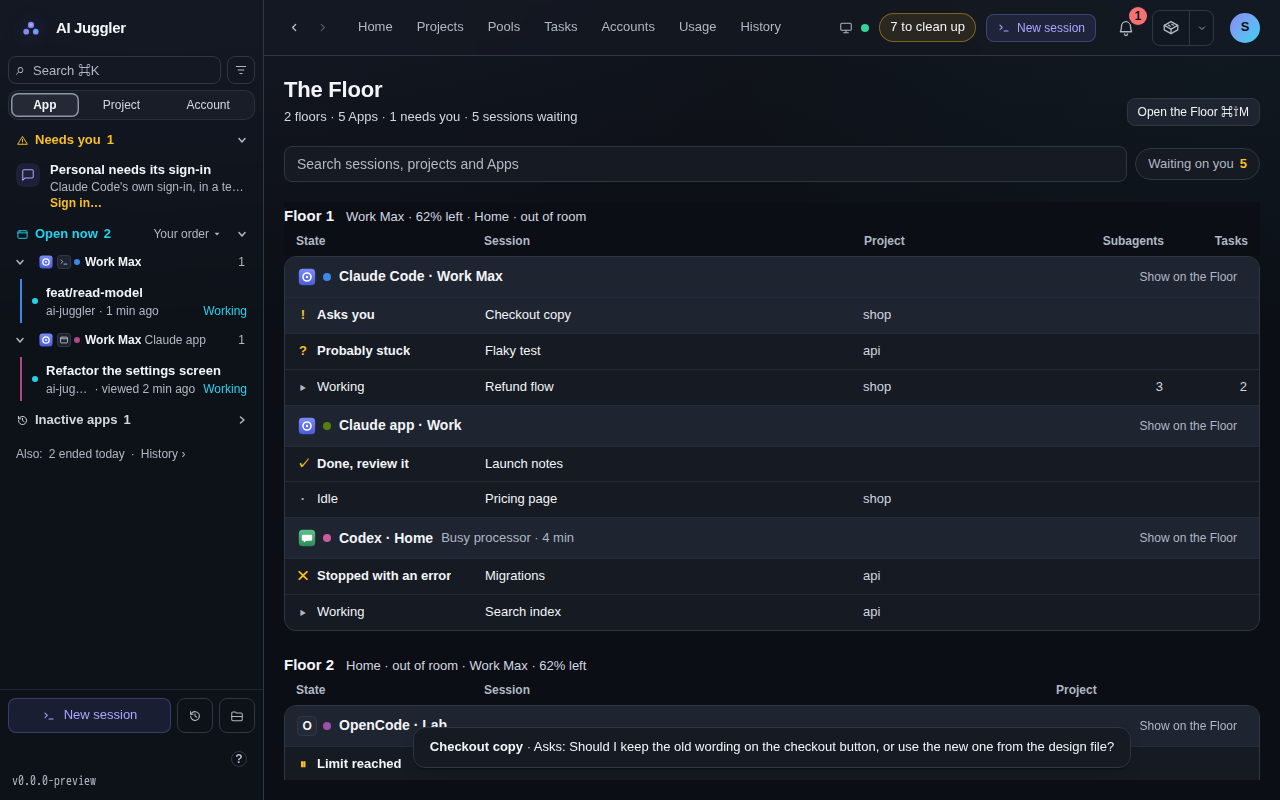 AI Juggler
Search ⌘K
App Project Account
Needs you 1
Personal needs its sign-in
Claude Code's own sign-in, in a te…
Sign in…
Open now 2 Your order
Work Max 1
feat/read-model
ai-juggler · 1 min ago Working
Work Max Claude app 1
Refactor the settings screen
ai-jug… · viewed 2 min ago Working
Inactive apps 1
Also: 2 ended today · History ›
New session
?
v0.0.0-preview
Home Projects Pools Tasks Accounts Usage History
7 to clean up
New session
1
S
The Floor
2 floors · 5 Apps · 1 needs you · 5 sessions waiting
Open the Floor ⌘⇧M
Search sessions, projects and Apps
Waiting on you 5
Floor 1 Work Max · 62% left · Home · out of room
State Session Project Subagents Tasks
Claude Code · Work Max Show on the Floor
! Asks you Checkout copy shop
? Probably stuck Flaky test api
Working Refund flow shop 3 2
Claude app · Work Show on the Floor
✓ Done, review it Launch notes
· Idle Pricing page shop
Codex · Home Busy processor · 4 min Show on the Floor
✕ Stopped with an error Migrations api
Working Search index api
Floor 2 Home · out of room · Work Max · 62% left
State Session Project
O OpenCode · Lab Show on the Floor
Limit reached
Checkout copy · Asks: Should I keep the old wording on the checkout button, or use the new one from the design file?